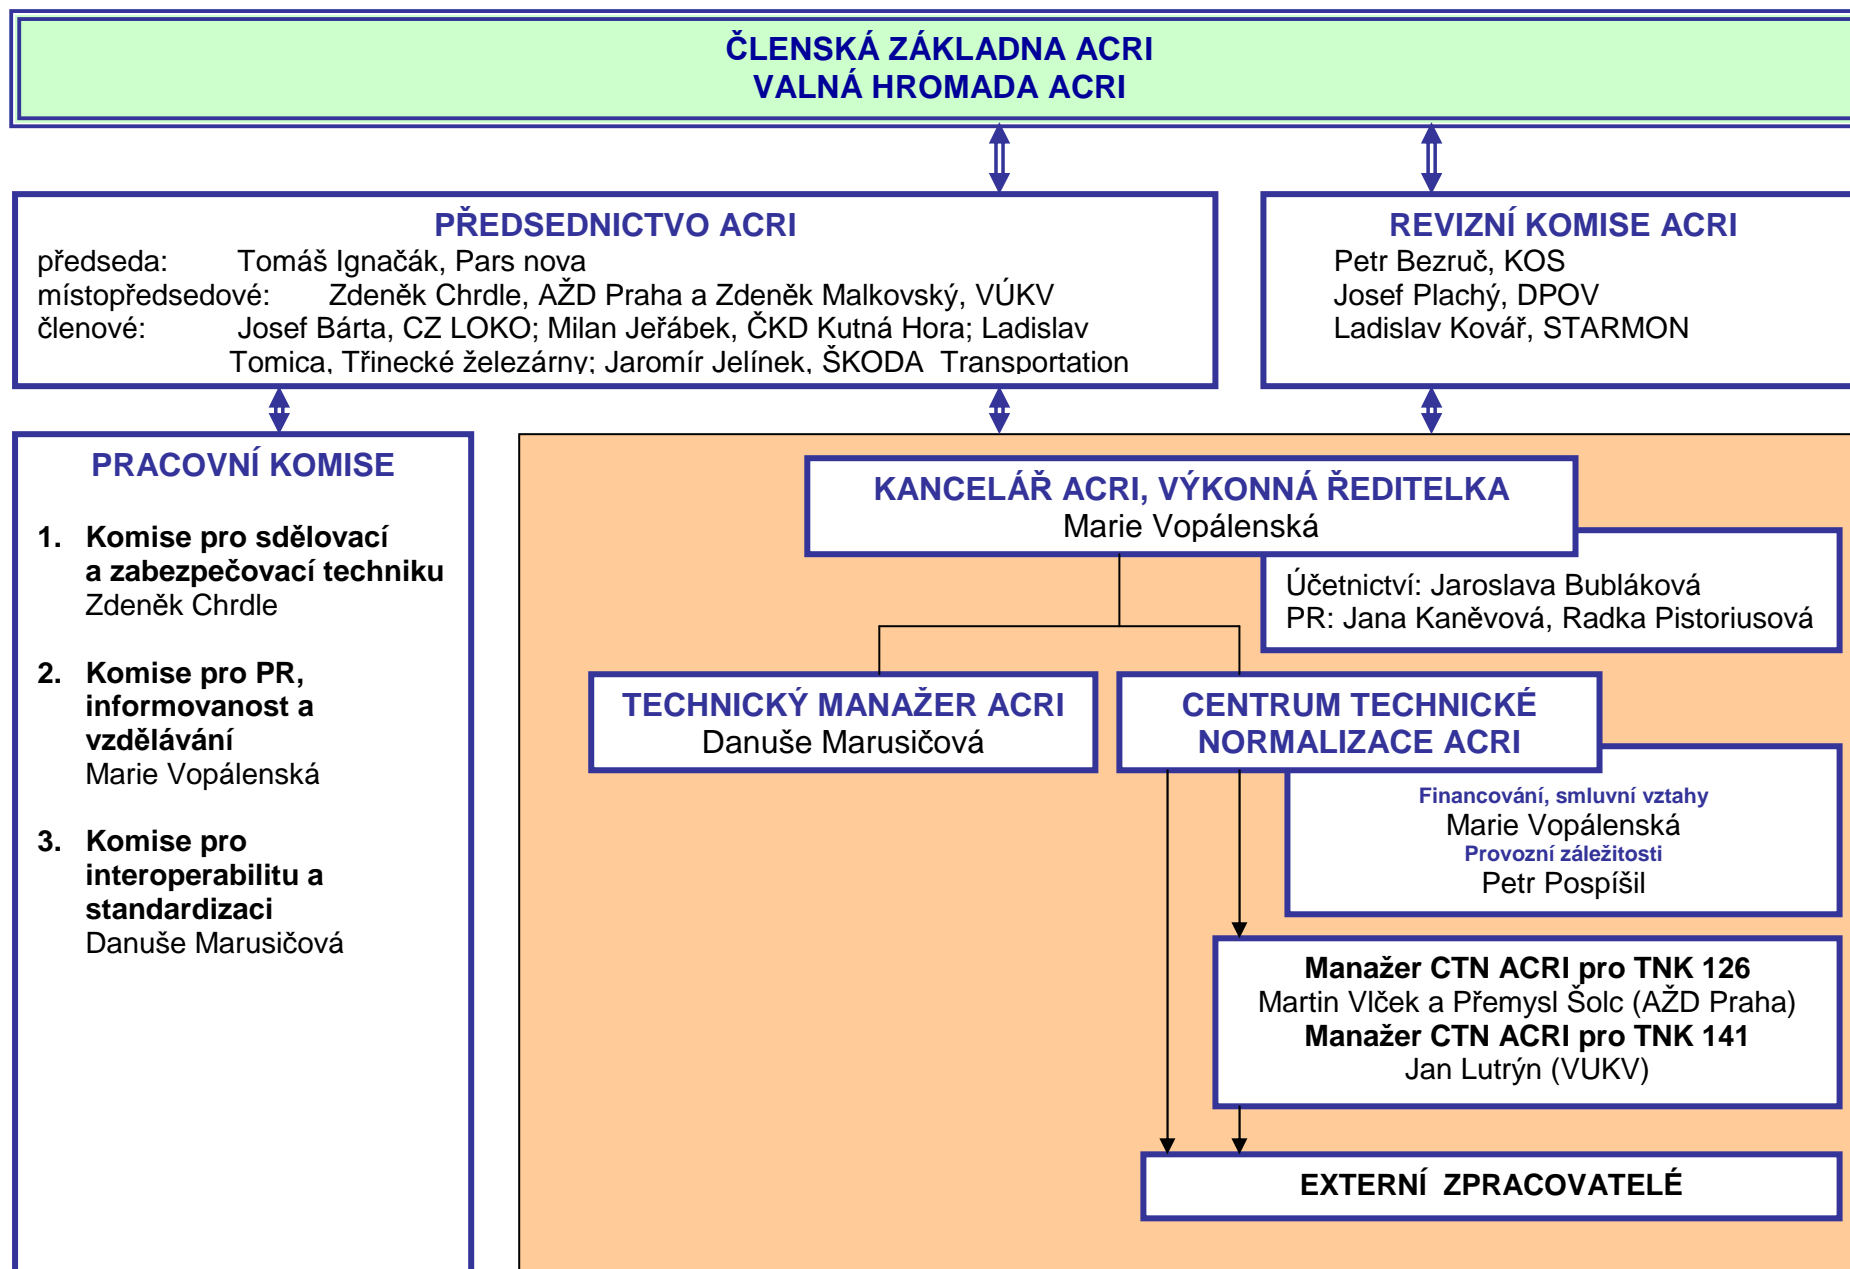 ČLENSKÁ ZÁKLADNA ACRI
VALNÁ HROMADA ACRI
PŘEDSEDNICTVO ACRI
předseda: Tomáš Ignačák, Pars nova
místopředsedové: Zdeněk Chrdle, AŽD Praha a Zdeněk Malkovský, VÚKV
členové: Josef Bárta, CZ LOKO; Milan Jeřábek, ČKD Kutná Hora; Ladislav
Tomica, Třinecké železárny; Jaromír Jelínek, ŠKODA Transportation
REVIZNÍ KOMISE ACRI
Petr Bezruč, KOS
Josef Plachý, DPOV
Ladislav Kovář, STARMON
PRACOVNÍ KOMISE
1. Komise pro sdělovací
a zabezpečovací techniku
Zdeněk Chrdle
2. Komise pro PR,
informovanost a
vzdělávání
Marie Vopálenská
3. Komise pro
interoperabilitu a
standardizaci
Danuše Marusičová
KANCELÁŘ ACRI, VÝKONNÁ ŘEDITELKA
Marie Vopálenská
Účetnictví: Jaroslava Bubláková
PR: Jana Kaněvová, Radka Pistoriusová
TECHNICKÝ MANAŽER ACRI
Danuše Marusičová
CENTRUM TECHNICKÉ
NORMALIZACE ACRI
Financování, smluvní vztahy
Marie Vopálenská
Provozní záležitosti
Petr Pospíšil
Manažer CTN ACRI pro TNK 126
Martin Vlček a Přemysl Šolc (AŽD Praha)
Manažer CTN ACRI pro TNK 141
Jan Lutrýn (VUKV)
EXTERNÍ ZPRACOVATELÉ